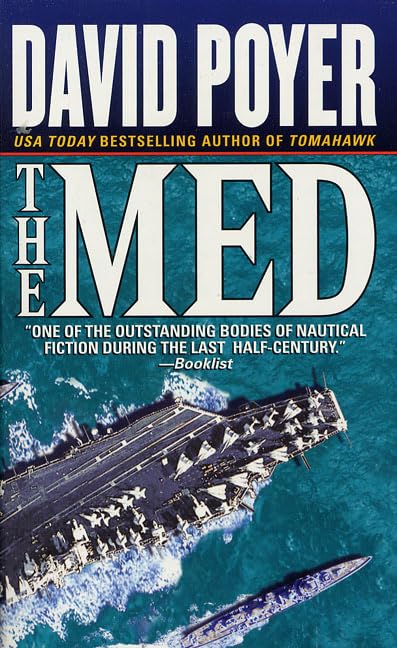 DAVID POYER
USA TODAY BESTSELLING AUTHOR OF TOMAHAWK
THE MED
"ONE OF THE OUTSTANDING BODIES OF NAUTICAL
FICTION DURING THE LAST HALF-CENTURY."
—Booklist